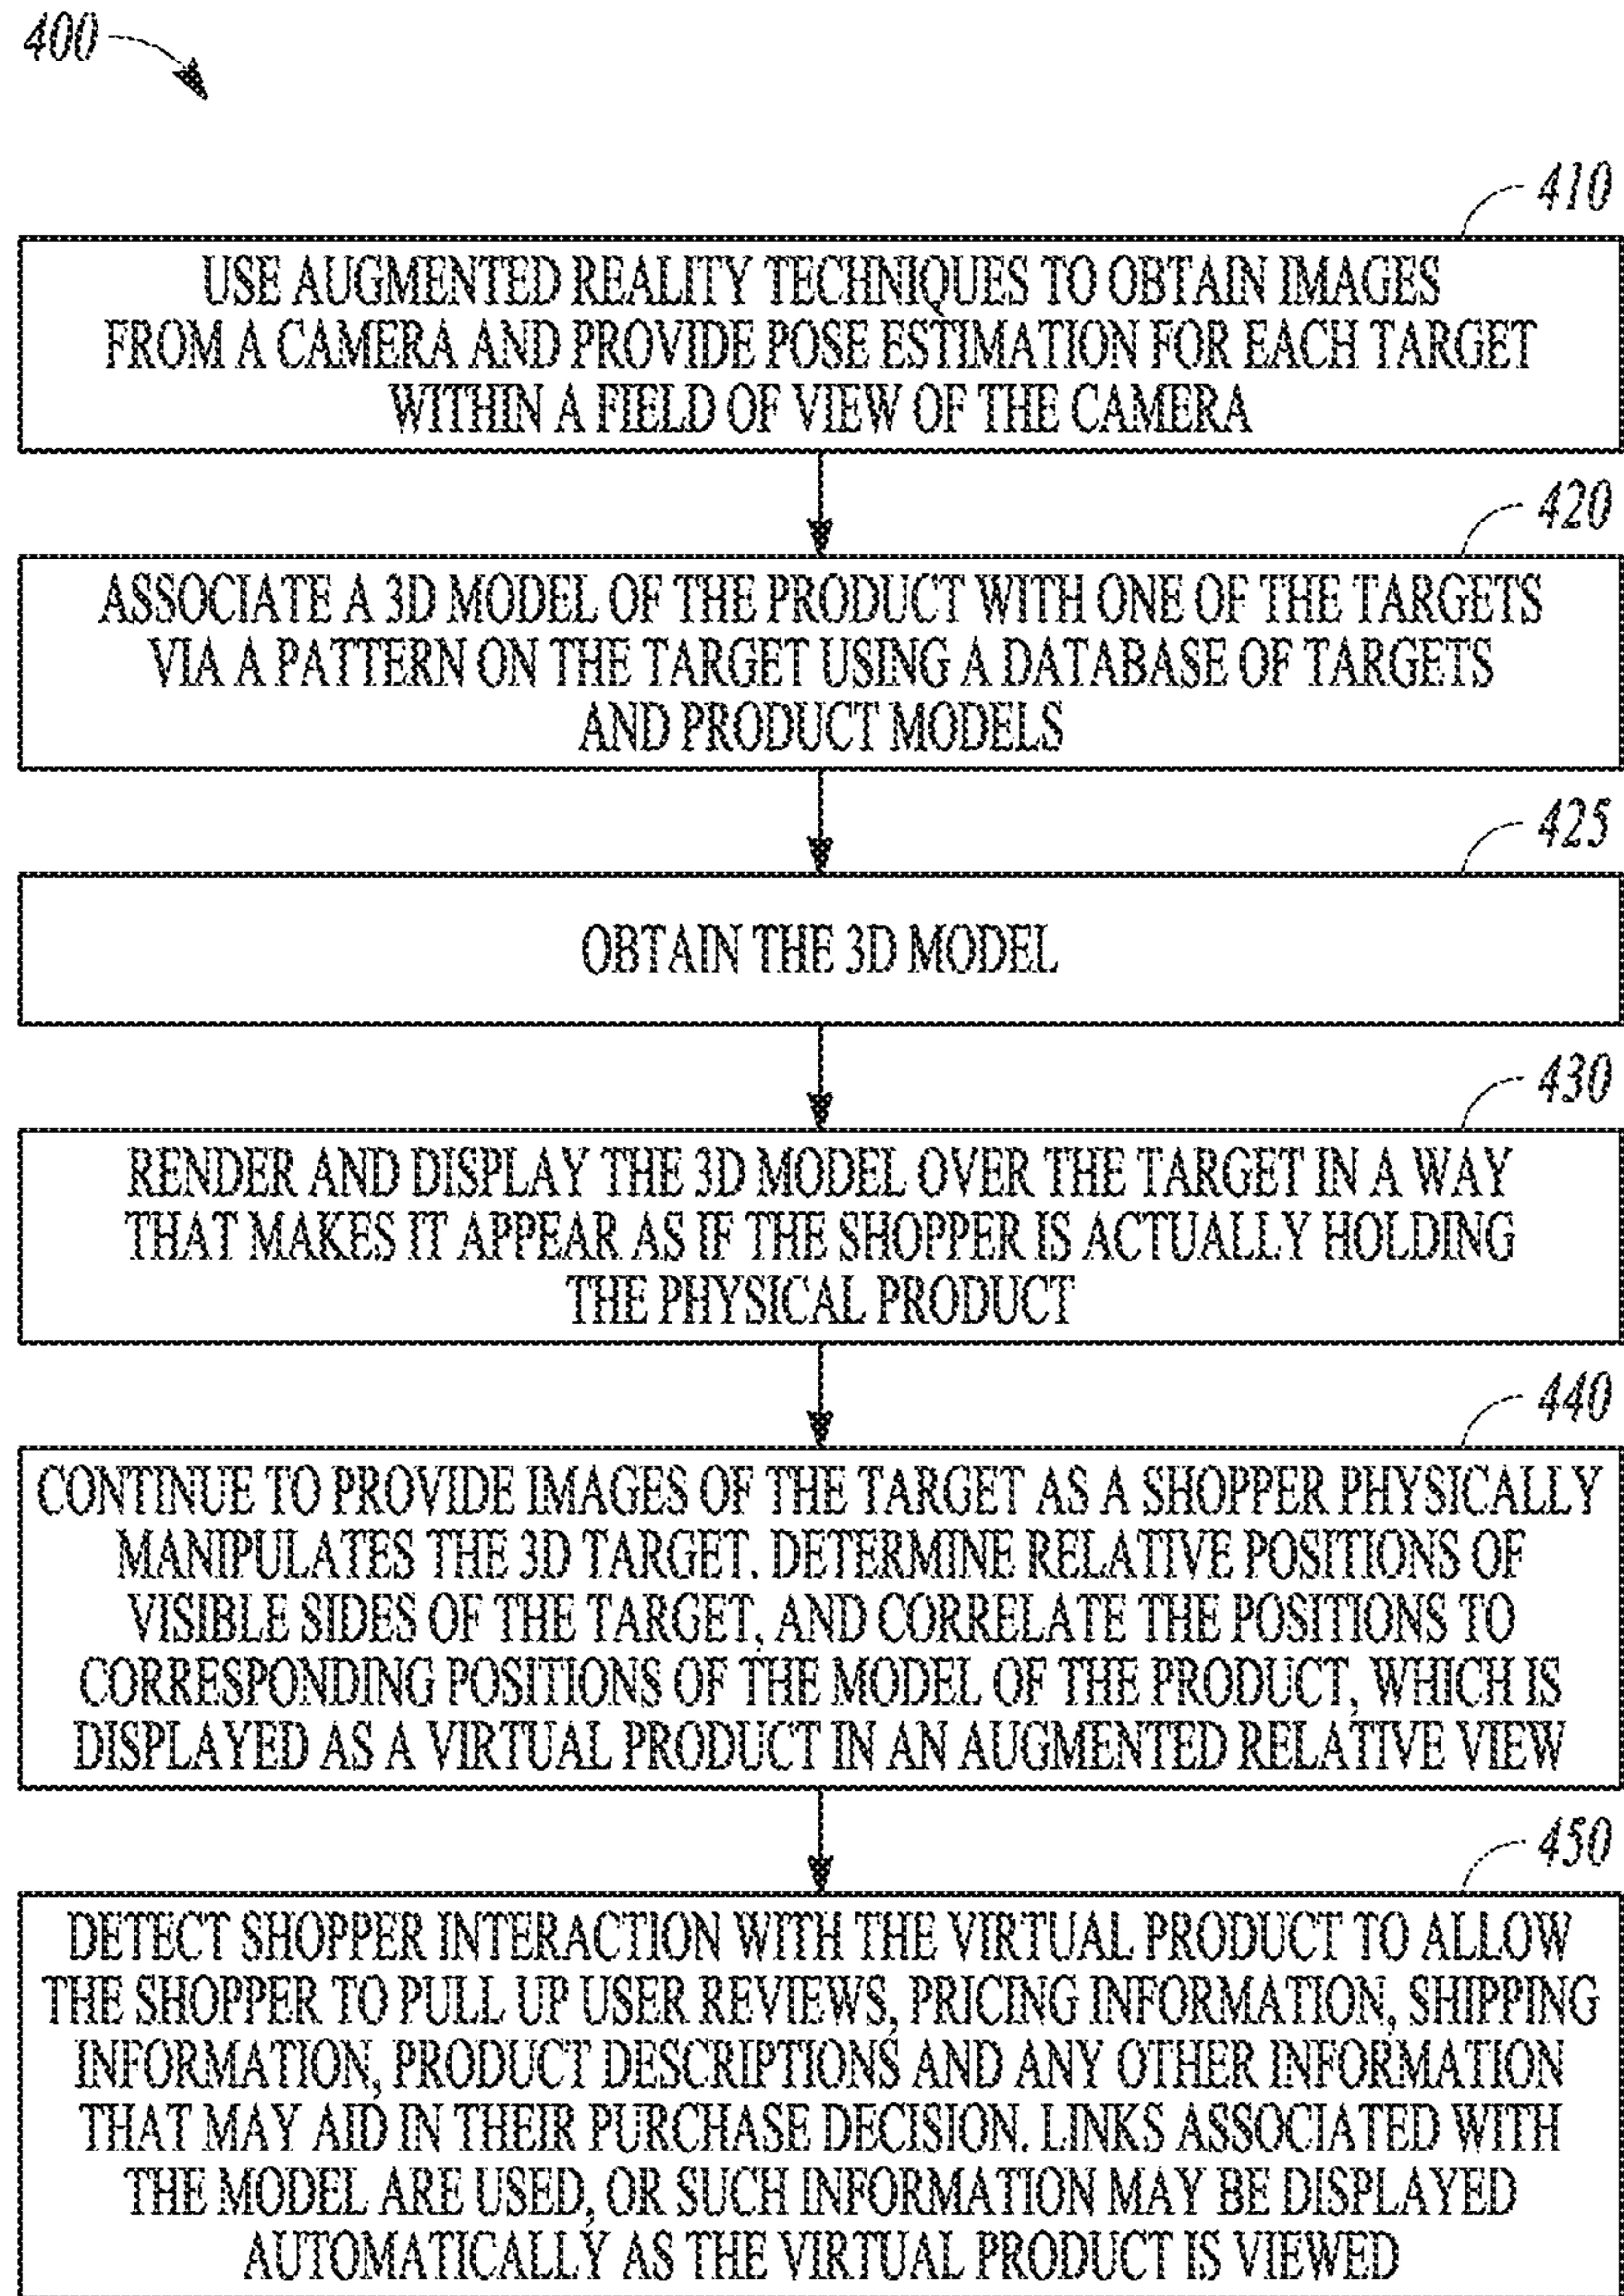 400
410
USE AUGMENTED REALITY TECHNIQUES TO OBTAIN IMAGES
FROM A CAMERA AND PROVIDE POSE ESTIMATION FOR EACH TARGET
WITHIN A FIELD OF VIEW OF THE CAMERA
420
ASSOCIATE A 3D MODEL OF THE PRODUCT WITH ONE OF THE TARGETS
VIA A PATTERN ON THE TARGET USING A DATABASE OF TARGETS
AND PRODUCT MODELS
425
OBTAIN THE 3D MODEL
430
RENDER AND DISPLAY THE 3D MODEL OVER THE TARGET IN A WAY
THAT MAKES IT APPEAR AS IF THE SHOPPER IS ACTUALLY HOLDING
THE PHYSICAL PRODUCT
440
CONTINUE TO PROVIDE IMAGES OF THE TARGET AS A SHOPPER PHYSICALLY
MANIPULATES THE 3D TARGET. DETERMINE RELATIVE POSITIONS OF
VISIBLE SIDES OF THE TARGET, AND CORRELATE THE POSITIONS TO
CORRESPONDING POSITIONS OF THE MODEL OF THE PRODUCT, WHICH IS
DISPLAYED AS A VIRTUAL PRODUCT IN AN AUGMENTED RELATIVE VIEW
450
DETECT SHOPPER INTERACTION WITH THE VIRTUAL PRODUCT TO ALLOW
THE SHOPPER TO PULL UP USER REVIEWS, PRICING INFORMATION, SHIPPING
INFORMATION, PRODUCT DESCRIPTIONS AND ANY OTHER INFORMATION
THAT MAY AID IN THEIR PURCHASE DECISION. LINKS ASSOCIATED WITH
THE MODEL ARE USED, OR SUCH INFORMATION MAY BE DISPLAYED
AUTOMATICALLY AS THE VIRTUAL PRODUCT IS VIEWED